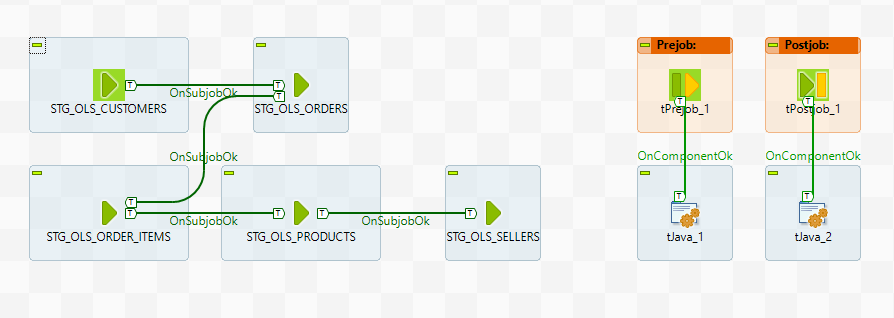 Prejob:
Postjob:
T
OnSubjobOk
T
T
STG_OLS_CUSTOMERS
STG_OLS_ORDERS
T
tPrejob_1
T
tPostjob_1
OnSubjobOk
OnComponentOk
OnComponentOk
T
T
OnSubjobOk
T
T
OnSubjobOk
T
T
T
STG_OLS_ORDER_ITEMS
STG_OLS_PRODUCTS
STG_OLS_SELLERS
tJava_1
tJava_2